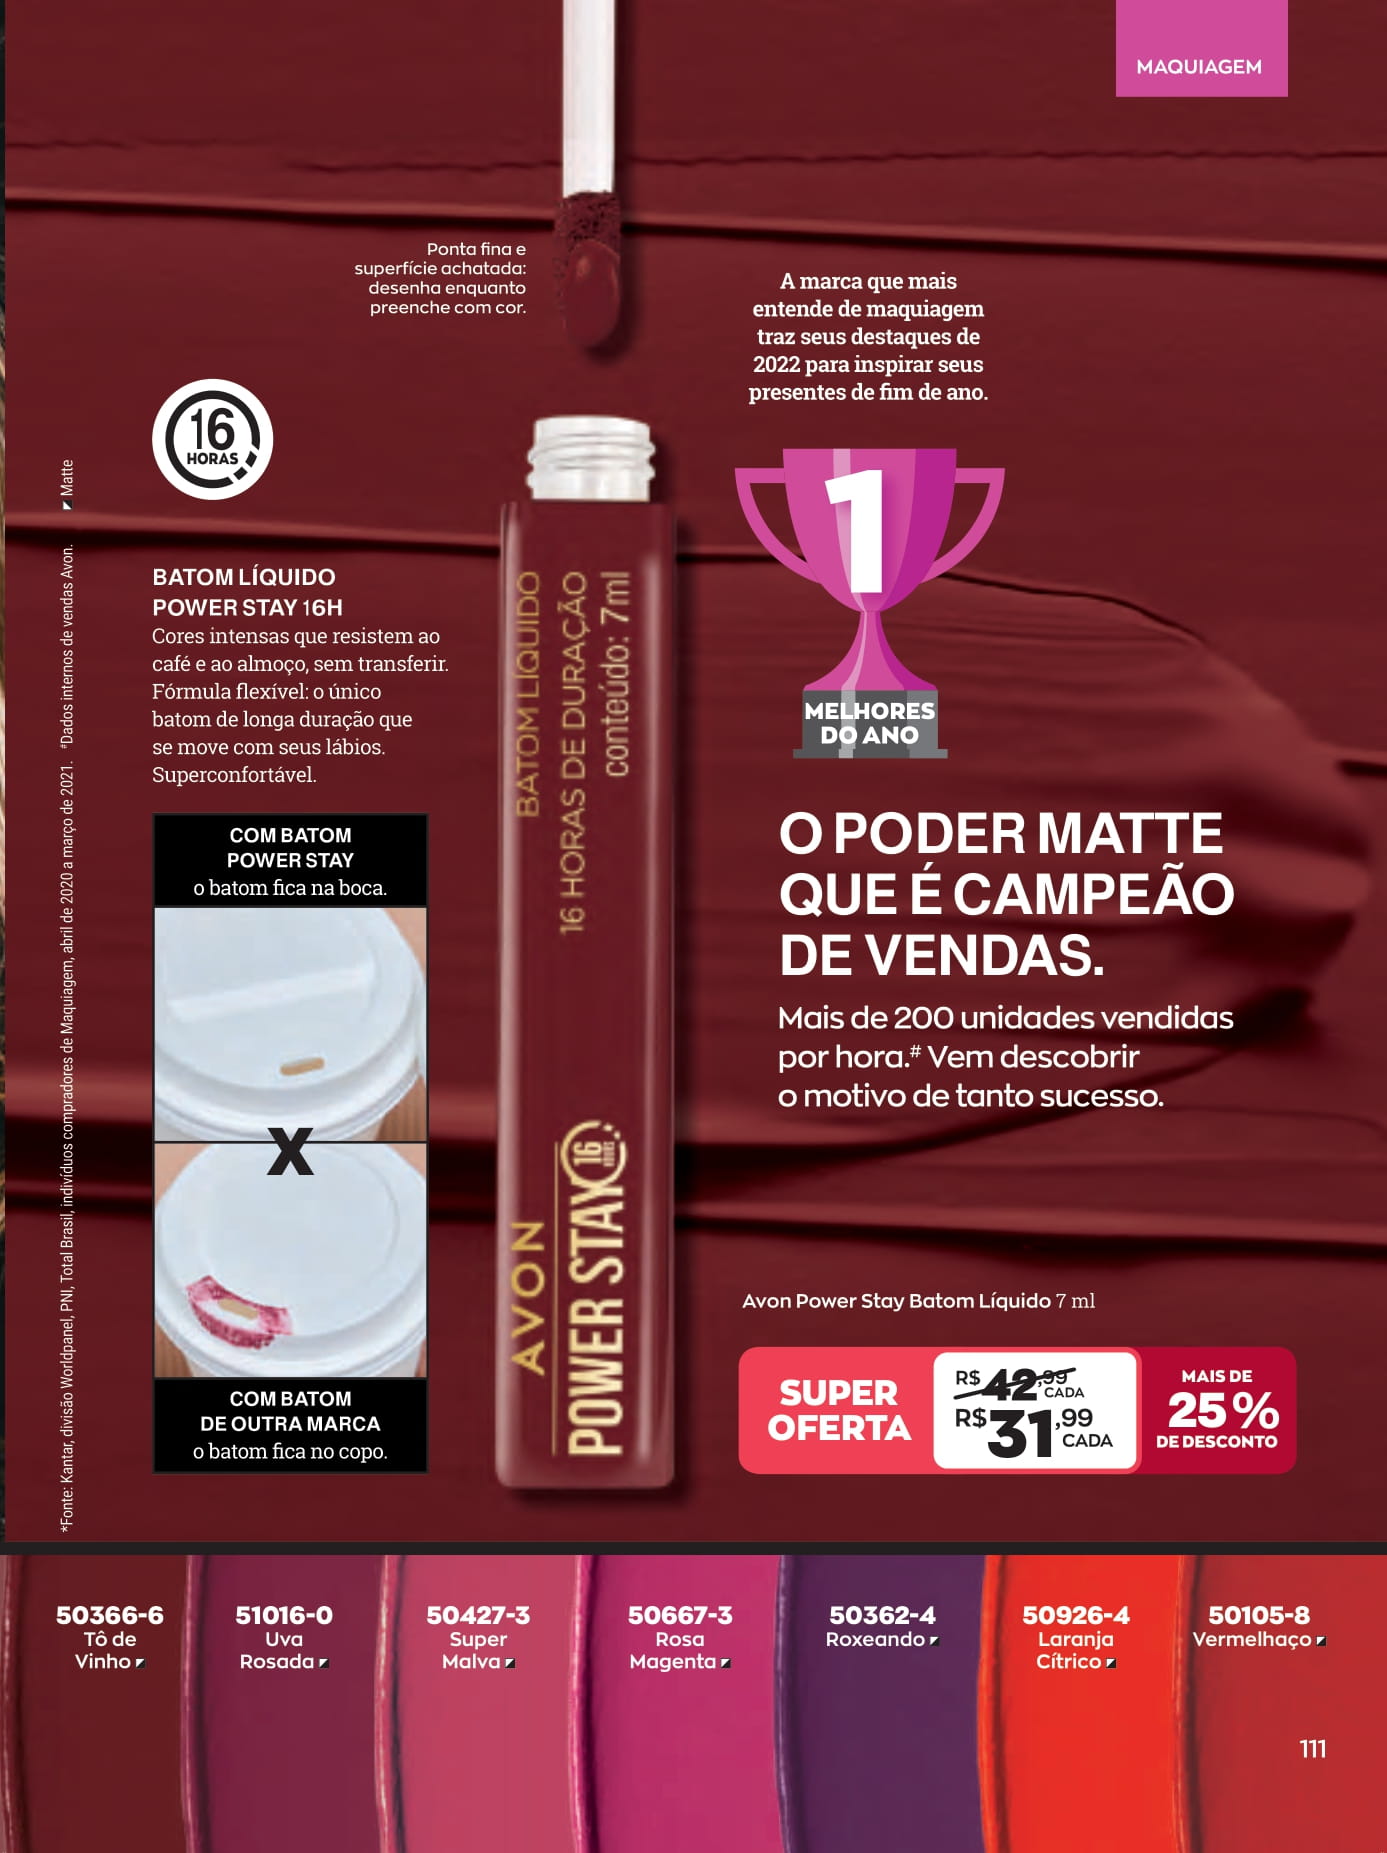 MAQUIAGEM
Ponta fina e
superfície achatada:
desenha enquanto
preenche com cor.
A marca que mais
entende de maquiagem
traz seus destaques de
2022 para inspirar seus
presentes de fim de ano.
16
HORAS
1
MELHORES
DO ANO
BATOM LÍQUIDO
POWER STAY 16H
Cores intensas que resistem ao
café e ao almoço, sem transferir.
Fórmula flexível: o único
batom de longa duração que
se move com seus lábios.
Superconfortável.
COM BATOM
POWER STAY
o batom fica na boca.
X
COM BATOM
DE OUTRA MARCA
o batom fica no copo.
BATOM LÍQUIDO
16 HORAS DE DURAÇÃO
conteúdo: 7ml
AVON
POWER STAY 16
HOURS
O PODER MATTE
QUE É CAMPEÃO
DE VENDAS.
Mais de 200 unidades vendidas
por hora.# Vem descobrir
o motivo de tanto sucesso.
Avon Power Stay Batom Líquido 7 ml
SUPER
OFERTA
R$ 42,99
CADA
R$ 31,99
CADA
MAIS DE
25%
DE DESCONTO
*Fonte: Kantar, divisão Worldpanel, PNI, Total Brasil, indivíduos compradores de Maquiagem, abril de 2020 a março de 2021. #Dados internos de vendas Avon. Matte
50366-6
Tô de
Vinho
51016-0
Uva
Rosada
50427-3
Super
Malva
50667-3
Rosa
Magenta
50362-4
Roxeando
50926-4
Laranja
Cítrico
50105-8
Vermelhaço
111